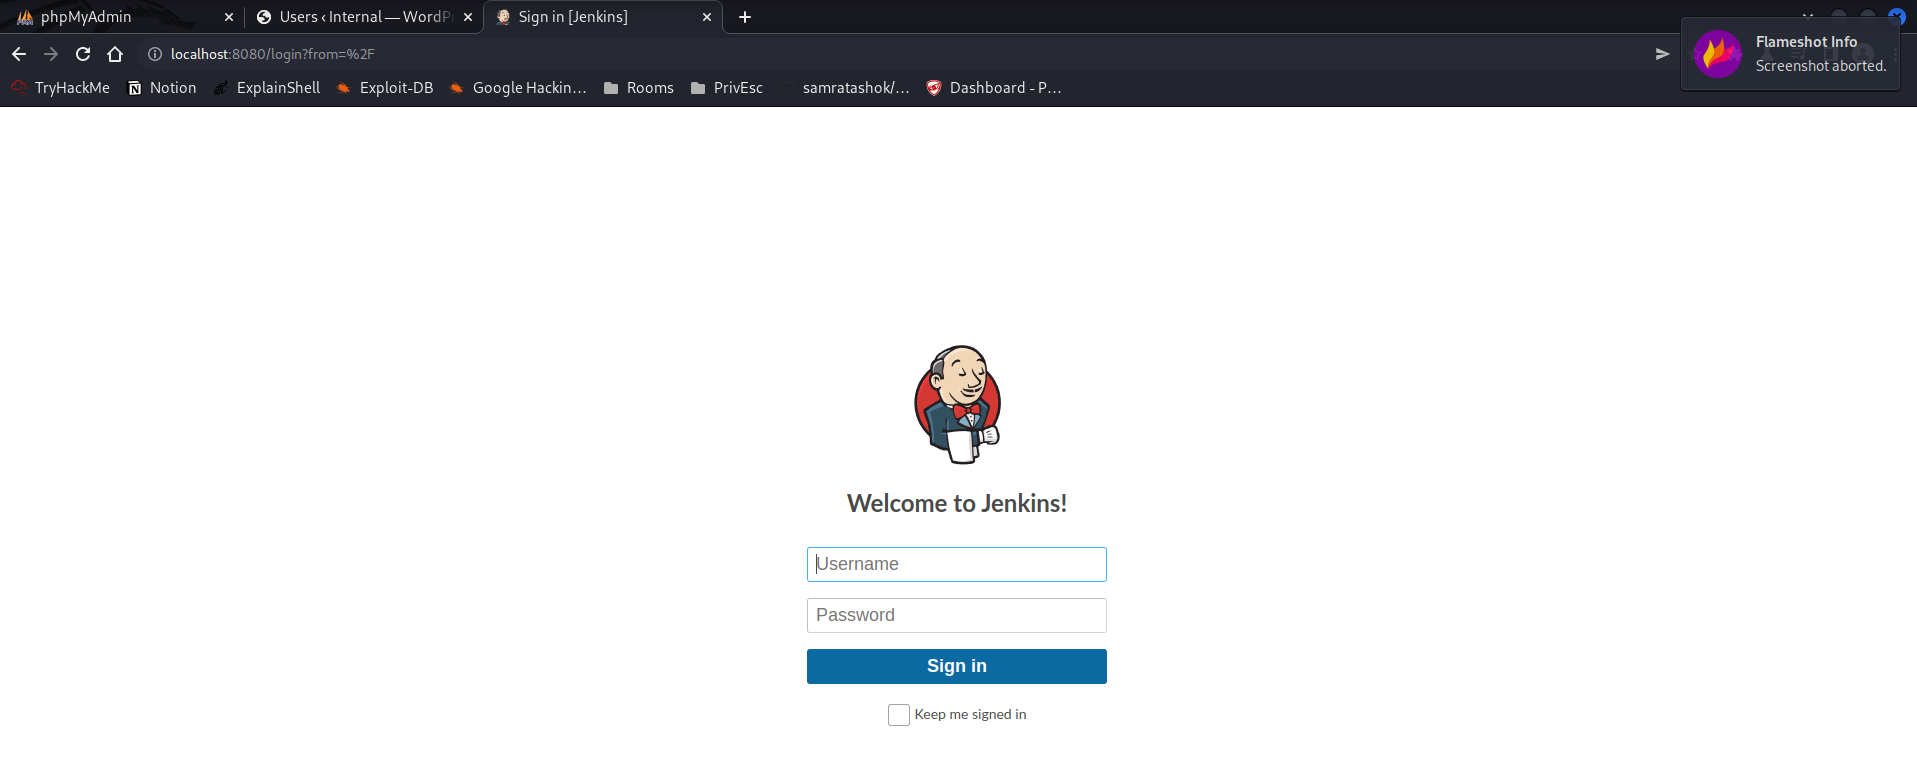 phpMyAdmin Users ‹ Internal — WordPr Sign in [Jenkins]
localhost:8080/login?from=%2F
Flameshot Info
Screenshot aborted.
TryHackMe Notion ExplainShell Exploit-DB Google Hackin… Rooms PrivEsc samratashok/… Dashboard - P…
Welcome to Jenkins!
Username
Password
Sign in
Keep me signed in